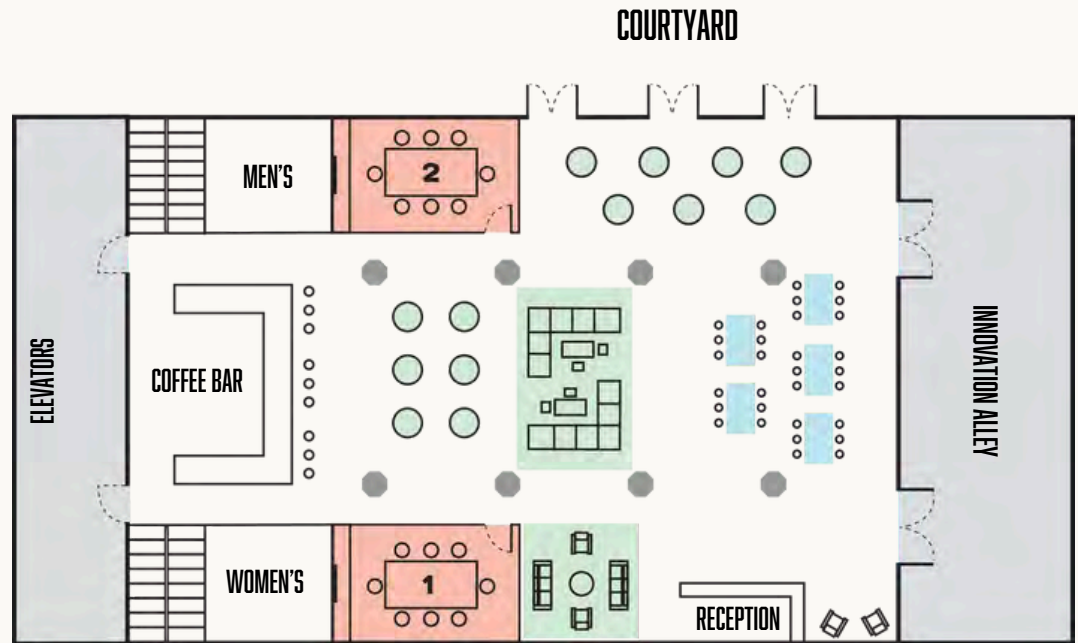 COURTYARD
MEN'S
2
ELEVATORS
COFFEE BAR
INNOVATION ALLEY
WOMEN'S
1
RECEPTION